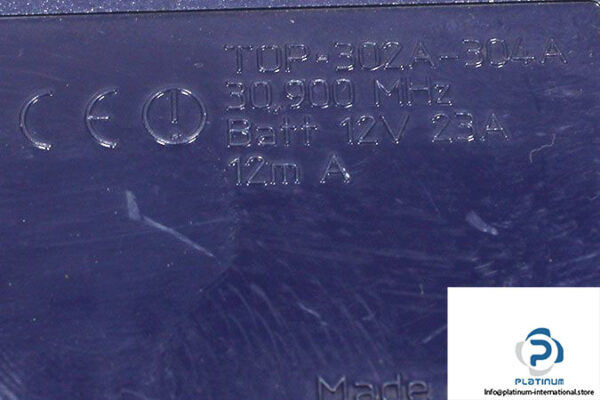 TOP-302A-304A
30,900 MHz
CE Batt 12V 23A
12m A
Made
PLATINUM
Info@platinum-international.store